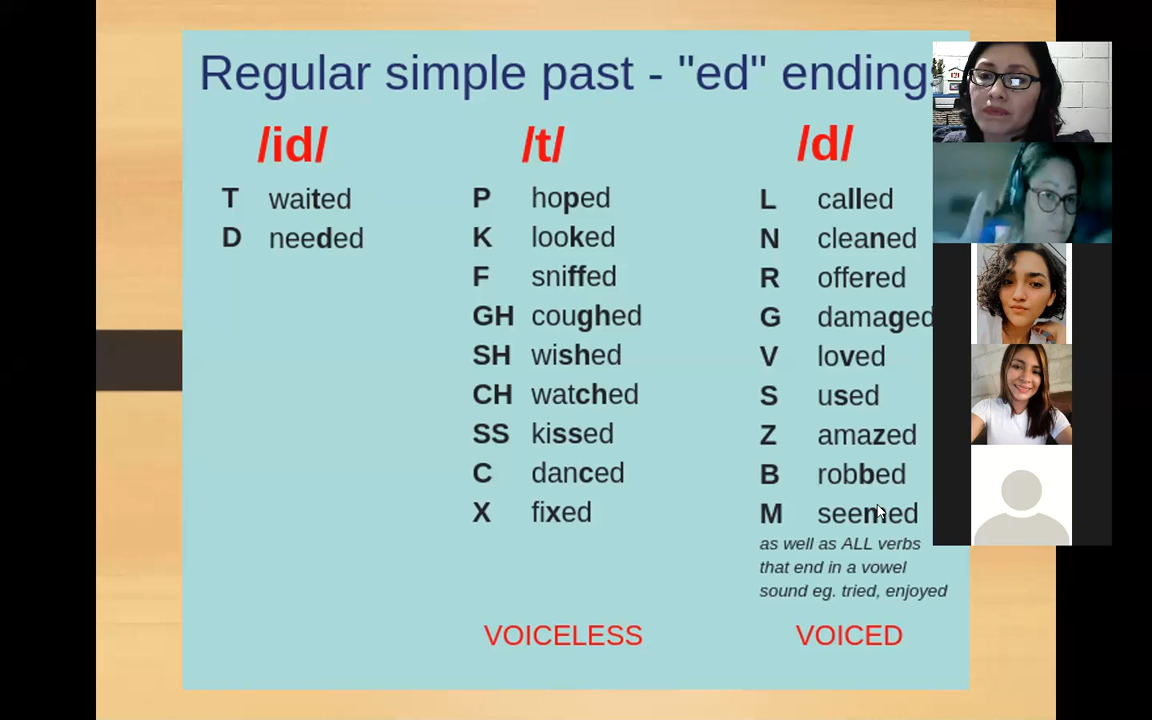 Regular simple past - "ed" ending
/id/
T waited
D needed
/t/
P hoped
K looked
F sniffed
GH coughed
SH wished
CH watched
SS kissed
C danced
X fixed
VOICELESS
/d/
L called
N cleaned
R offered
G damaged
V loved
S used
Z amazed
B robbed
M seemed
as well as ALL verbs
that end in a vowel
sound eg. tried, enjoyed
VOICED